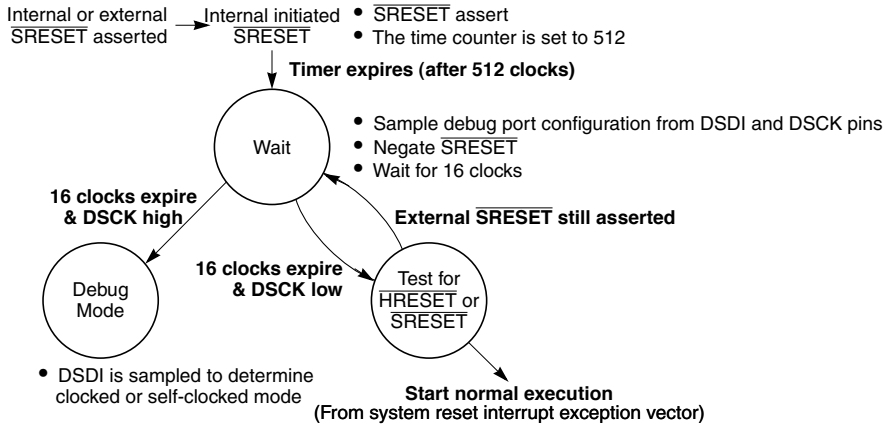 Internal or external
SRESET asserted
Internal initiated
SRESET
• SRESET assert
• The time counter is set to 512
Timer expires (after 512 clocks)
Wait
• Sample debug port configuration from DSDI and DSCK pins
• Negate SRESET
• Wait for 16 clocks
16 clocks expire
& DSCK high
External SRESET still asserted
16 clocks expire
& DSCK low
Debug
Mode
Test for
HRESET or
SRESET
• DSDI is sampled to determine
clocked or self-clocked mode
Start normal execution
(From system reset interrupt exception vector)